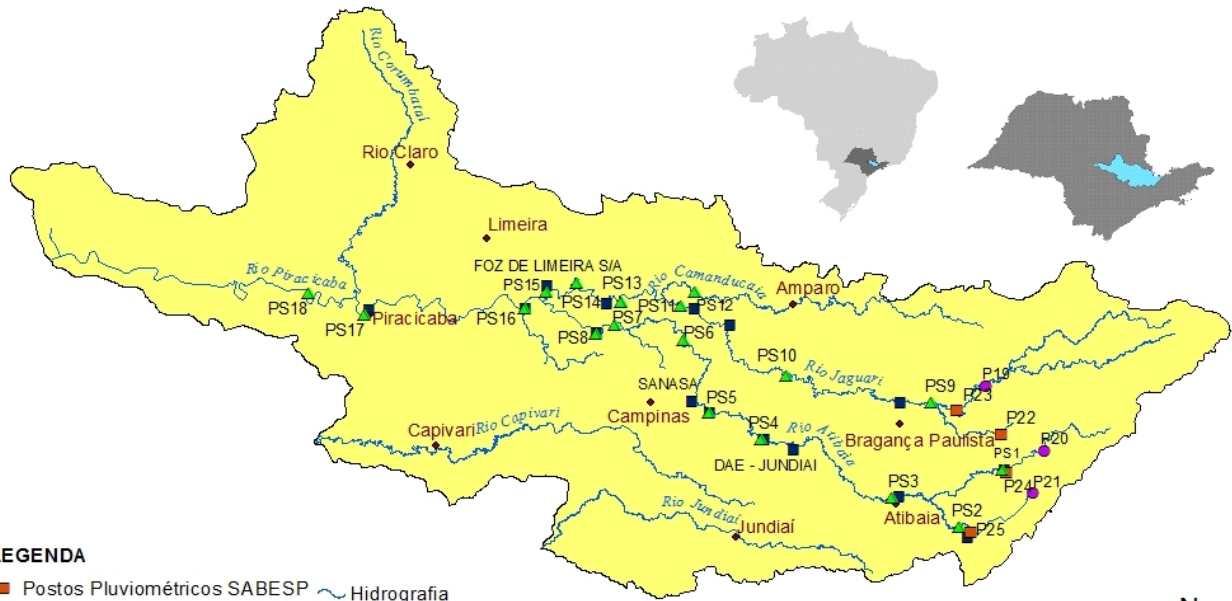 Rio Corumbataí
Rio Claro
Limeira
FOZ DE LIMEIRA S/A
Rio Piracicaba
PS15
PS13
Rio Camanducaia
Amparo
PS18
PS14
PS11
PS12
PS17
Piracicaba
PS16
PS7
PS8
PS6
PS10
Rio Jaguari
P19
PS9
P23
SANASA
Campinas
PS5
Capivari
Rio Capivari
PS4
Rio Atibaia
Bragança Paulista
P22
P20
DAE - JUNDIAI
PS1
P24
P21
PS3
Atibaia
Rio Jundiaí
Jundiaí
PS2
P25
EGENDA
Postos Pluviométricos SABESP
Hidrografia